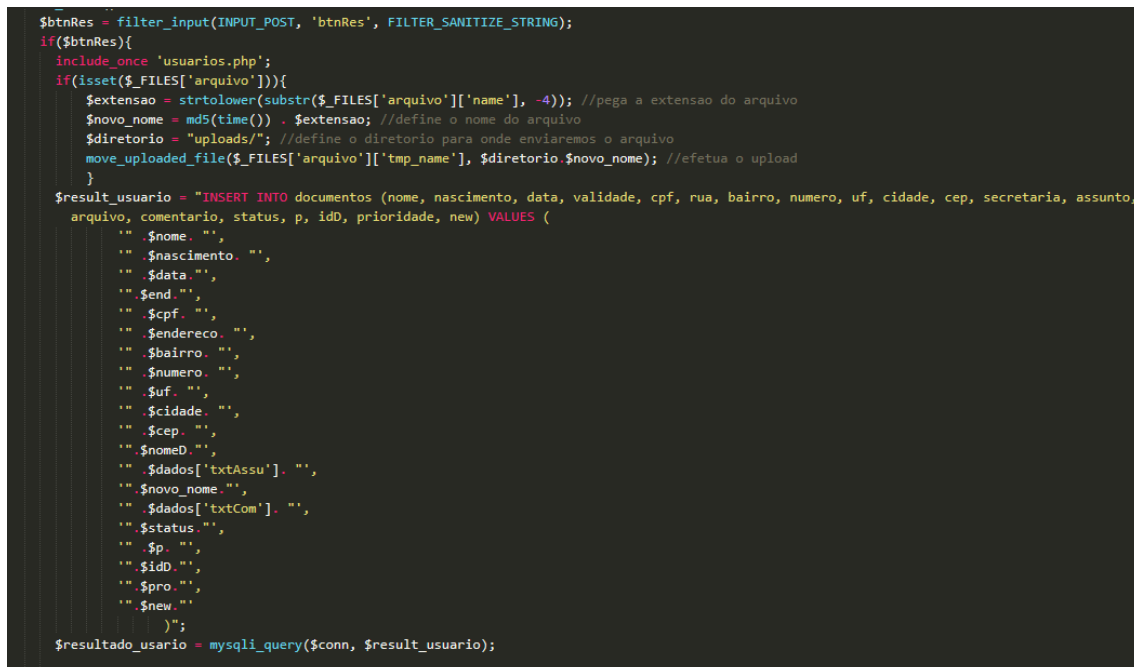 $btnRes = filter_input(INPUT_POST, 'btnRes', FILTER_SANITIZE_STRING);
if($btnRes){
include_once 'usuarios.php';
if(isset($_FILES['arquivo'])){
$extensao = strtolower(substr($_FILES['arquivo']['name'], -4)); //pega a extensao do arquivo
$novo_nome = md5(time()) . $extensao; //define o nome do arquivo
$diretorio = "uploads/"; //define o diretorio para onde enviaremos o arquivo
move_uploaded_file($_FILES['arquivo']['tmp_name'], $diretorio.$novo_nome); //efetua o upload
}
$result_usuario = "INSERT INTO documentos (nome, nascimento, data, validade, cpf, rua, bairro, numero, uf, cidade, cep, secretaria, assunto,
arquivo, comentario, status, p, idD, prioridade, new) VALUES (
'" .$nome. "',
'" .$nascimento. "',
'" .$data."',
'".$end."',
'" .$cpf. "',
'" .$endereco. "',
'" .$bairro. "',
'" .$numero. "',
'" .$uf. "',
'" .$cidade. "',
'" .$cep. "',
'".$nomeD."',
'" .$dados['txtAssu']. "',
'".$novo_nome."',
'" .$dados['txtCom']. "',
'".$status."',
'" .$p. "',
'".$idD."',
'".$pro."',
'".$new."'
)";
$resultado_usario = mysqli_query($conn, $result_usuario);